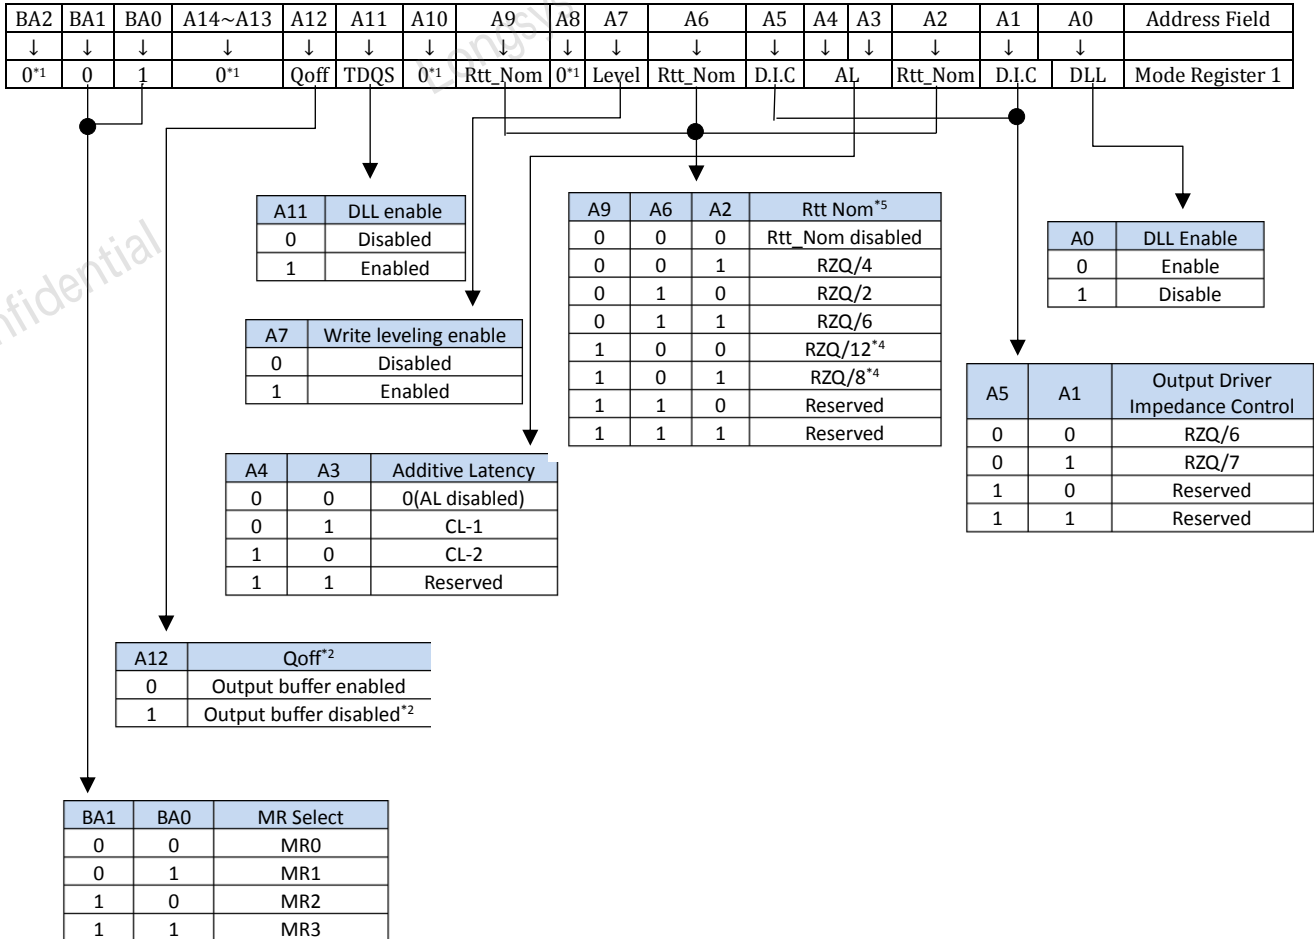 BA2 BA1 BA0 A14~A13 A12 A11 A10 A9 A8 A7 A6 A5 A4 A3 A2 A1 A0 Address Field
↓ ↓ ↓ ↓ ↓ ↓ ↓ ↓ ↓ ↓ ↓ ↓ ↓ ↓ ↓ ↓ ↓
0*1 0 1 0*1 Qoff TDQS 0*1 Rtt_Nom 0*1 Level Rtt_Nom D.I.C AL Rtt_Nom D.I.C DLL Mode Register 1
A11 DLL enable
0 Disabled
1 Enabled
A7 Write leveling enable
0 Disabled
1 Enabled
A4 A3 Additive Latency
0 0 0(AL disabled)
0 1 CL-1
1 0 CL-2
1 1 Reserved
A9 A6 A2 Rtt Nom*5
0 0 0 Rtt_Nom disabled
0 0 1 RZQ/4
0 1 0 RZQ/2
0 1 1 RZQ/6
1 0 0 RZQ/12*4
1 0 1 RZQ/8*4
1 1 0 Reserved
1 1 1 Reserved
A0 DLL Enable
0 Enable
1 Disable
A5 A1 Output Driver
Impedance Control
0 0 RZQ/6
0 1 RZQ/7
1 0 Reserved
1 1 Reserved
A12 Qoff*2
0 Output buffer enabled
1 Output buffer disabled*2
BA1 BA0 MR Select
0 0 MR0
0 1 MR1
1 0 MR2
1 1 MR3
Longsys
nfidential